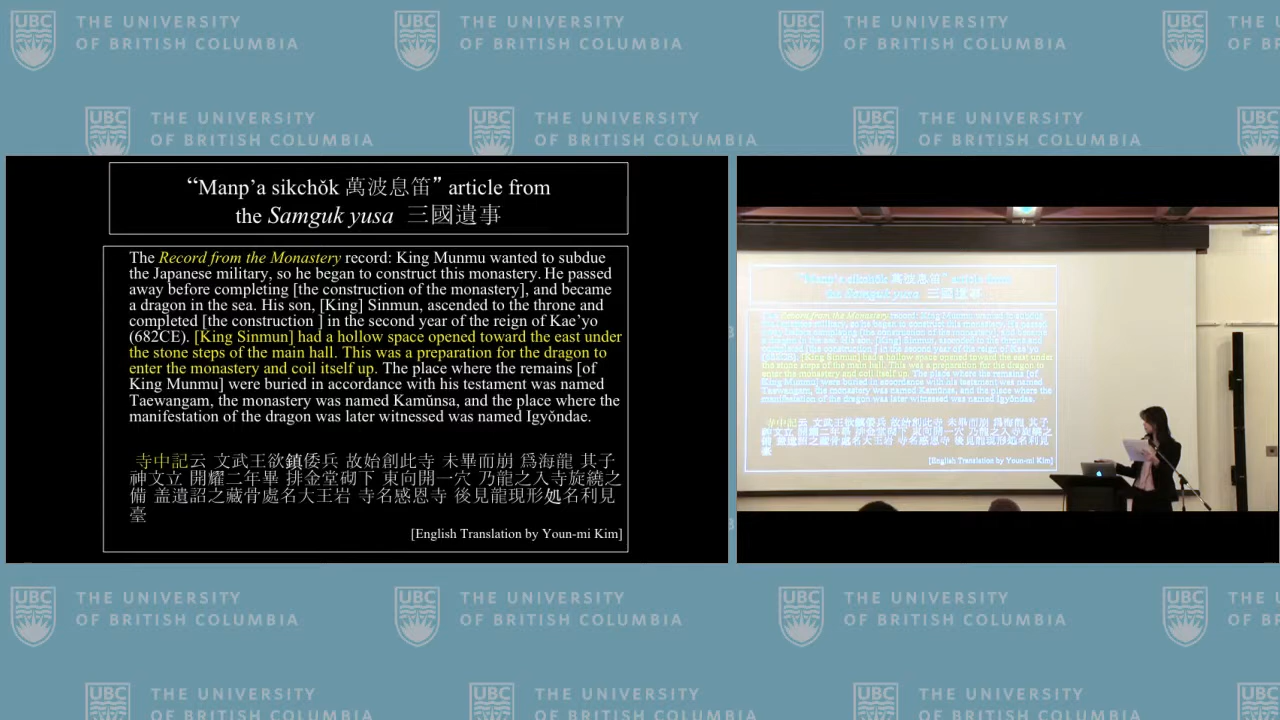 “Manp’a sikchŏk 萬波息笛” article from
the Samguk yusa 三國遺事
The Record from the Monastery record: King Munmu wanted to subdue
the Japanese military, so he began to construct this monastery. He passed
away before completing [the construction of the monastery], and became
a dragon in the sea. His son, [King] Sinmun, ascended to the throne and
completed [the construction ] in the second year of the reign of Kae’yo
(682CE). [King Sinmun] had a hollow space opened toward the east under
the stone steps of the main hall. This was a preparation for the dragon to
enter the monastery and coil itself up. The place where the remains [of
King Munmu] were buried in accordance with his testament was named
Taewangam, the monastery was named Kamŭnsa, and the place where the
manifestation of the dragon was later witnessed was named Igyŏndae.
寺中記云 文武王欲鎮倭兵 故始創此寺 未畢而崩 爲海龍 其子
神文立 開耀二年畢 排金堂砌下 東向開一穴 乃龍之入寺旋繞之
備 盖遺詔之藏骨處名大王岩 寺名感恩寺 後見龍現形処名利見
臺
[English Translation by Youn-mi Kim]
UBC
THE UNIVERSITY
OF BRITISH COLUMBIA